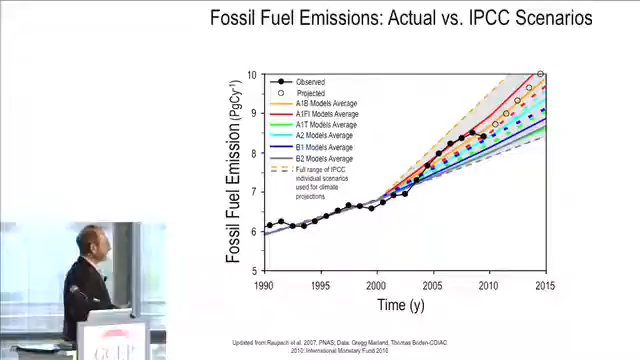 Fossil Fuel Emissions: Actual vs. IPCC Scenarios
Fossil Fuel Emission (PgCy⁻¹)
10
9
8
7
6
5
Observed
Projected
A1B Models Average
A1FI Models Average
A1T Models Average
A2 Models Average
B1 Models Average
B2 Models Average
Full range of IPCC
individual scenarios
used for climate
projections
1990
1995
2000
2005
2010
2015
Time (y)
Updated from Raupach et al. 2007, PNAS; Data: Gregg Marland, Thomas Boden-CDIAC
2010; International Monetary Fund 2010